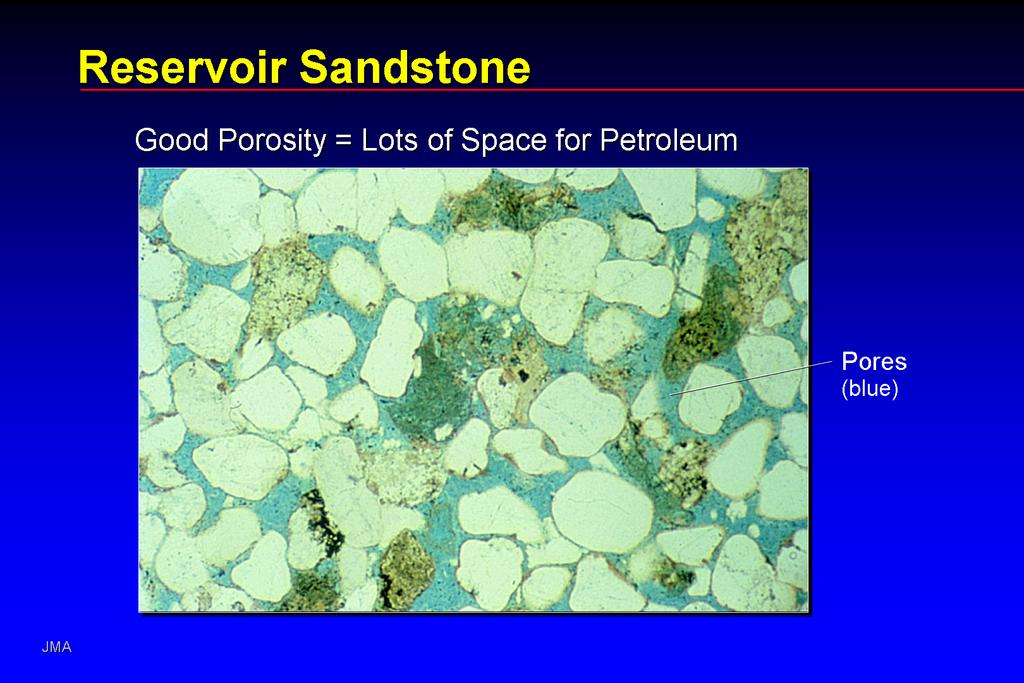 Reservoir Sandstone
Good Porosity = Lots of Space for Petroleum
Pores
(blue)
JMA